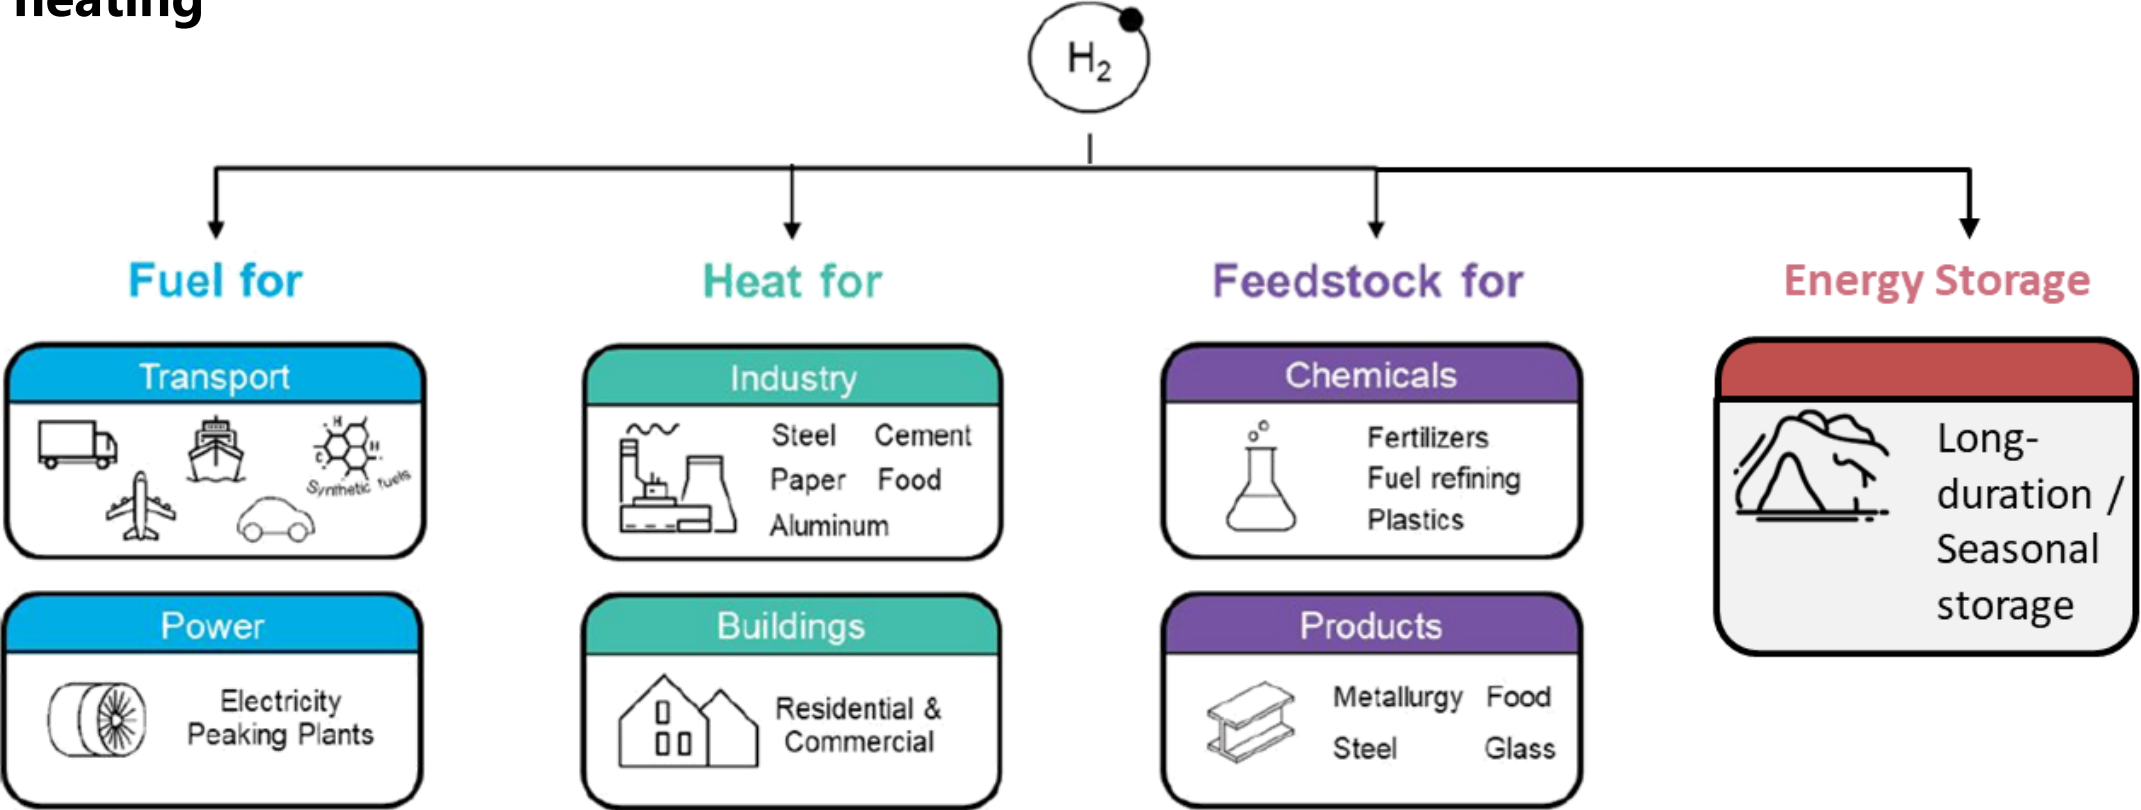 heating
H2
Fuel for
Heat for
Feedstock for
Energy Storage
Transport
H
H
C
Synthetic fuels
Industry
Steel Cement
Paper Food
Aluminum
Chemicals
Fertilizers
Fuel refining
Plastics
Long-
duration /
Seasonal
storage
Power
Electricity
Peaking Plants
Buildings
Residential &
Commercial
Products
Metallurgy Food
Steel Glass